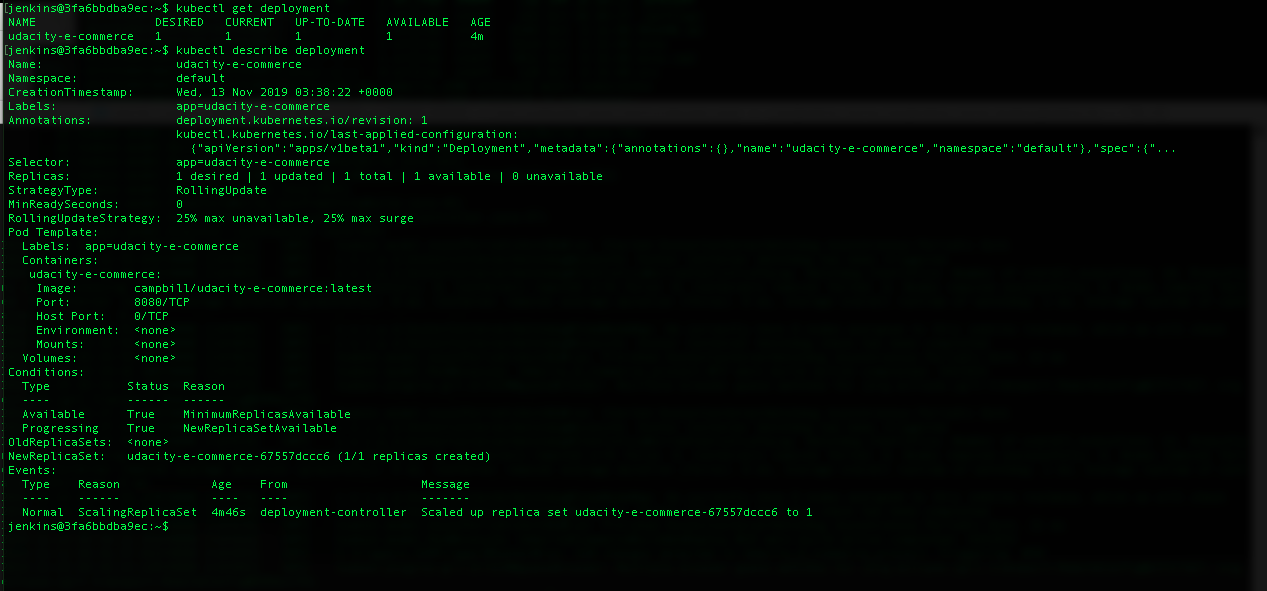 [jenkins@3fa6bbdba9ec:~$ kubectl get deployment
NAME                 DESIRED   CURRENT   UP-TO-DATE   AVAILABLE   AGE
udacity-e-commerce   1         1         1            1           4m
[jenkins@3fa6bbdba9ec:~$ kubectl describe deployment
Name:                   udacity-e-commerce
Namespace:              default
CreationTimestamp:      Wed, 13 Nov 2019 03:38:22 +0000
Labels:                 app=udacity-e-commerce
Annotations:            deployment.kubernetes.io/revision: 1
                        kubectl.kubernetes.io/last-applied-configuration:
                          {"apiVersion":"apps/v1beta1","kind":"Deployment","metadata":{"annotations":{},"name":"udacity-e-commerce","namespace":"default"},"spec":{"...
Selector:               app=udacity-e-commerce
Replicas:               1 desired | 1 updated | 1 total | 1 available | 0 unavailable
StrategyType:           RollingUpdate
MinReadySeconds:        0
RollingUpdateStrategy:  25% max unavailable, 25% max surge
Pod Template:
  Labels:  app=udacity-e-commerce
  Containers:
   udacity-e-commerce:
    Image:        campbill/udacity-e-commerce:latest
    Port:         8080/TCP
    Host Port:    0/TCP
    Environment:  <none>
    Mounts:       <none>
  Volumes:        <none>
Conditions:
  Type           Status  Reason
  ----           ------  ------
  Available      True    MinimumReplicasAvailable
  Progressing    True    NewReplicaSetAvailable
OldReplicaSets:  <none>
NewReplicaSet:   udacity-e-commerce-67557dccc6 (1/1 replicas created)
Events:
  Type    Reason             Age    From                   Message
  ----    ------             ----   ----                   -------
  Normal  ScalingReplicaSet  4m46s  deployment-controller  Scaled up replica set udacity-e-commerce-67557dccc6 to 1
jenkins@3fa6bbdba9ec:~$